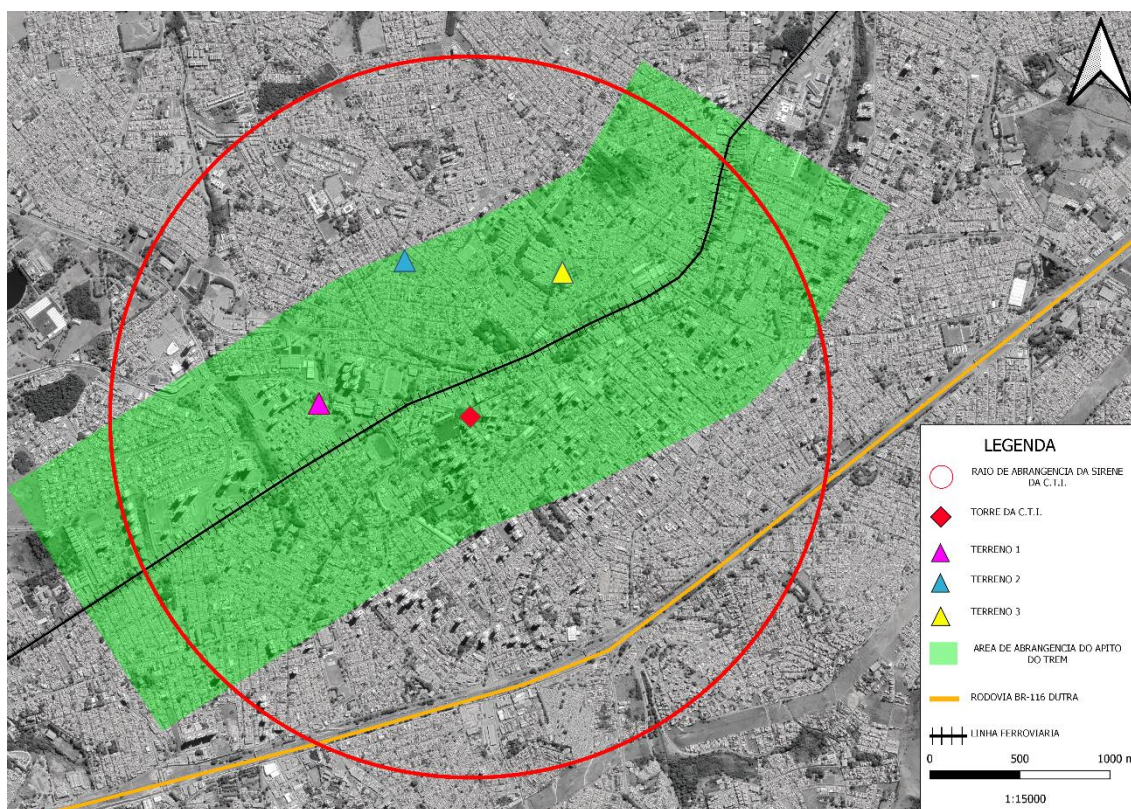 LEGENDA
RAIO DE ABRANGENCIA DA SIRENE
DA C.T.I.
TORRE DA C.T.I.
TERRENO 1
TERRENO 2
TERRENO 3
AREA DE ABRANGENCIA DO APITO
DO TREM
RODOVIA BR-116 DUTRA
LINHA FERROVIARIA
0 500 1000 m
1:15000